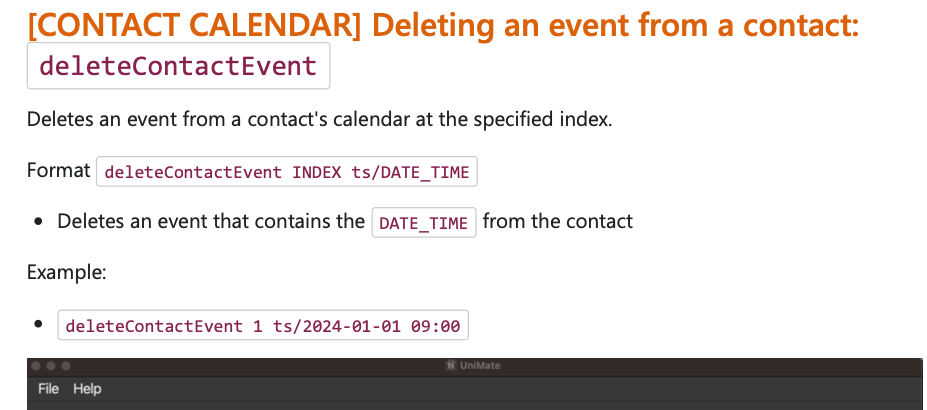 [CONTACT CALENDAR] Deleting an event from a contact:
deleteContactEvent
Deletes an event from a contact's calendar at the specified index.
Format deleteContactEvent INDEX ts/DATE_TIME
Deletes an event that contains the DATE_TIME from the contact
Example:
deleteContactEvent 1 ts/2024-01-01 09:00
UniMate
File Help